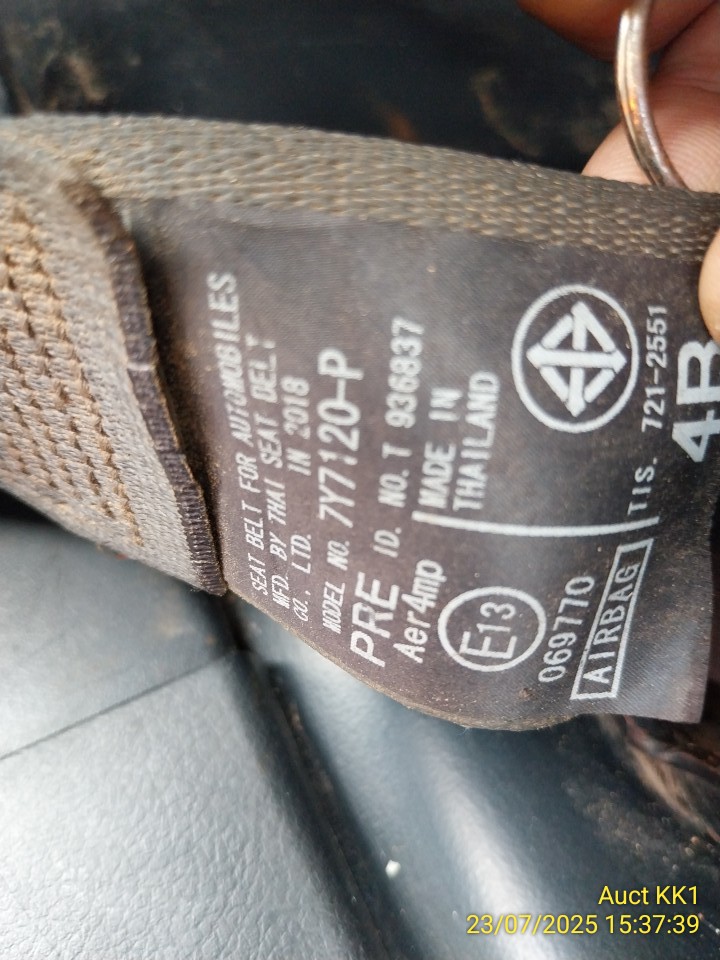 SEAT BELT FOR AUTOMOBILES
MFD. BY THAI SEAT BELT
CO., LTD. IN 2018
MODEL NO. 7Y7120-P
PRE ID. NO. T 936837
Aer4mp
MADE IN
THAILAND
E13
069770
AIRBAG
TIS. 721-2551
4B
Auct KK1
23/07/2025 15:37:39